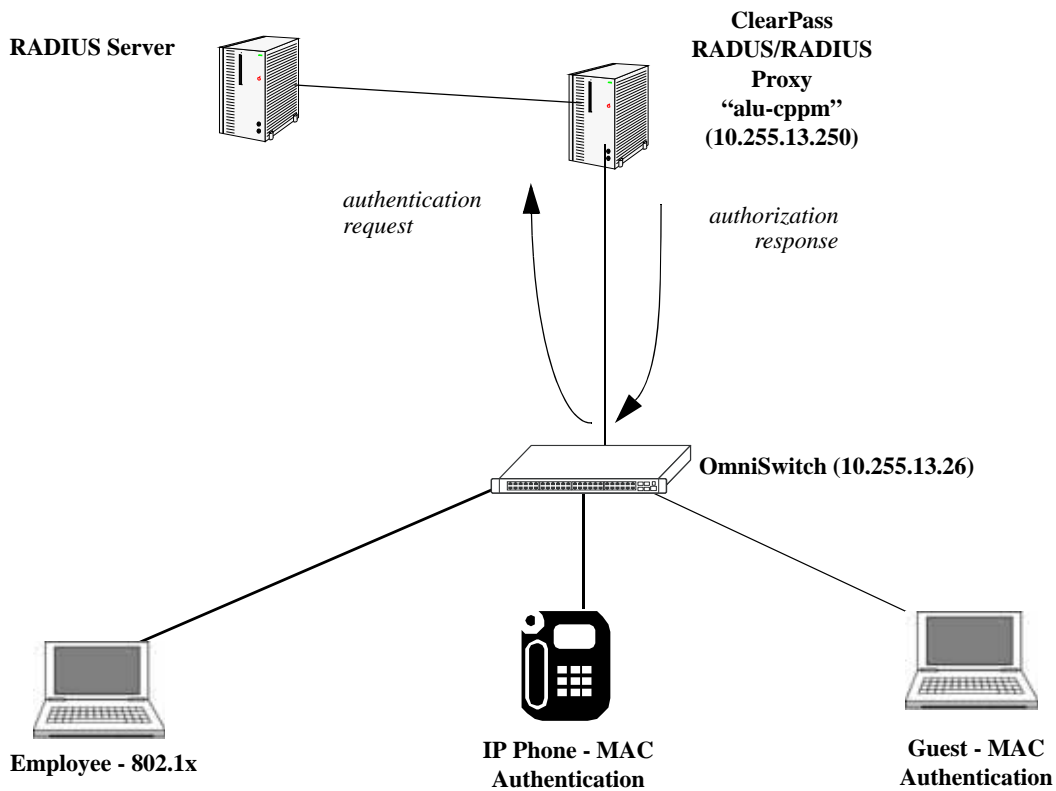 RADIUS Server
ClearPass
RADUS/RADIUS
Proxy
“alu-cppm”
(10.255.13.250)
authentication
request
authorization
response
OmniSwitch (10.255.13.26)
Employee - 802.1x
IP Phone - MAC
Authentication
Guest - MAC
Authentication